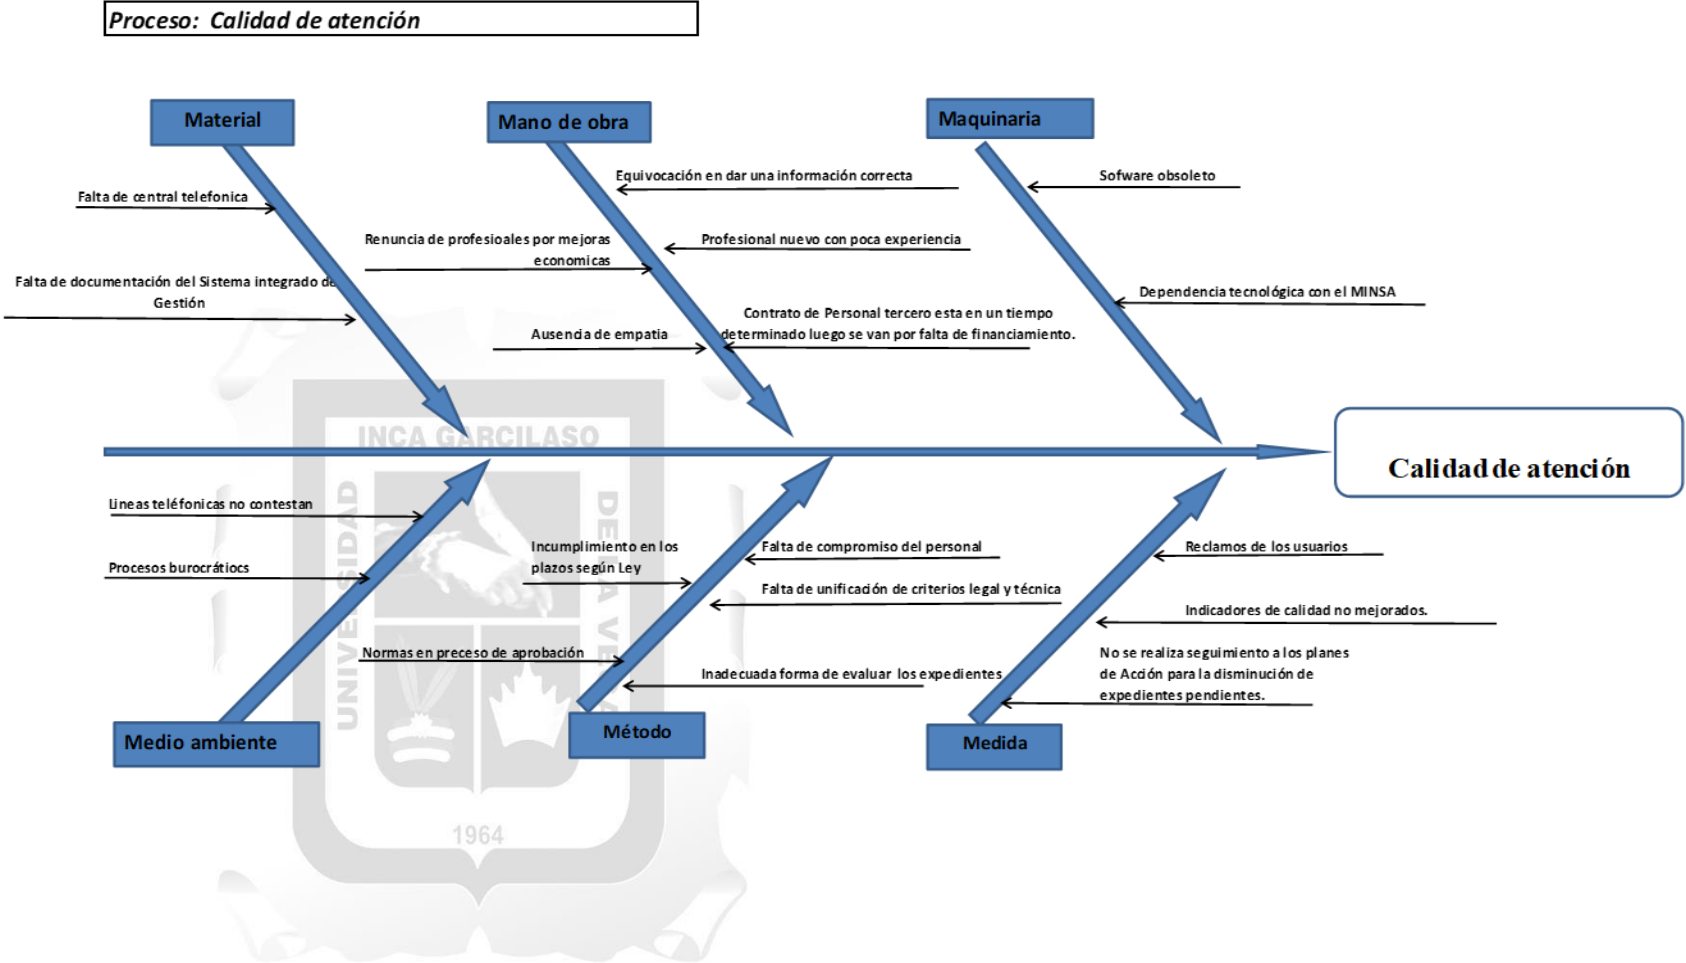 Proceso: Calidad de atención
Material
Mano de obra
Maquinaria
Equivocación en dar una información correcta
Sofware obsoleto
Falta de central telefonica
Renuncia de profesioales por mejoras
economicas
Profesional nuevo con poca experiencia
Falta de documentación del Sistema integrado de
Gestión
Dependencia tecnológica con el MINSA
Contrato de Personal tercero esta en un tiempo
determinado luego se van por falta de financiamiento.
Ausencia de empatia
INCA GARCILASO
Calidad de atención
UNIVERSIDAD
DE LA VEGA
Lineas teléfonicas no contestan
Procesos burocrátiocs
Incumplimiento en los
plazos según Ley
Falta de compromiso del personal
Falta de unificación de criterios legal y técnica
Normas en preceso de aprobación
Inadecuada forma de evaluar los expedientes
Reclamos de los usuarios
Indicadores de calidad no mejorados.
No se realiza seguimiento a los planes
de Acción para la disminución de
expedientes pendientes.
Medio ambiente
Método
Medida
1964